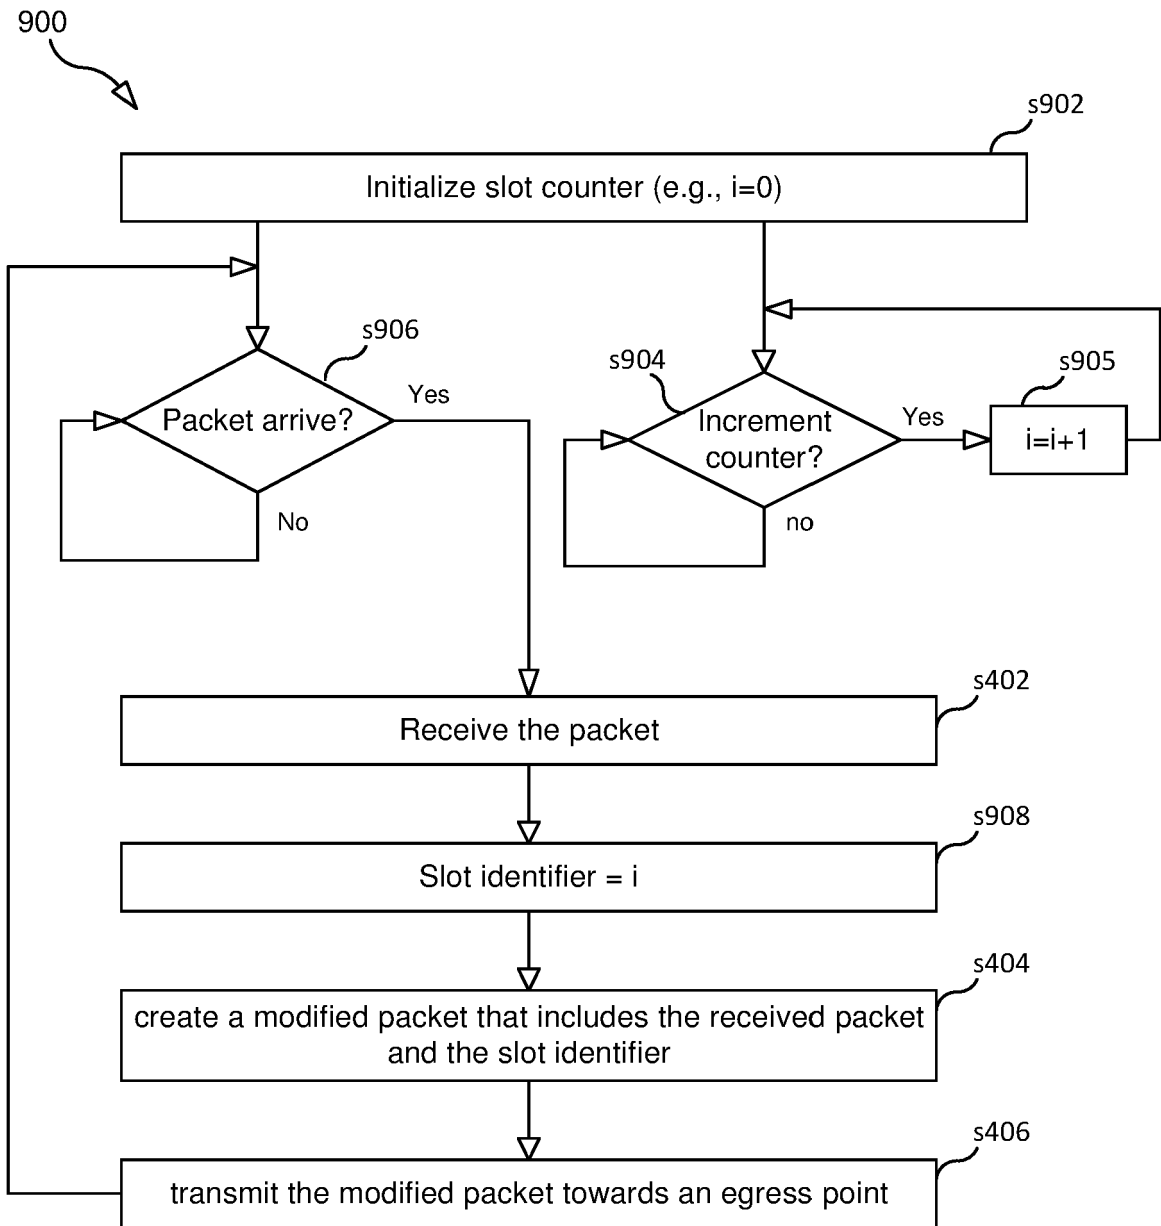 900
s902
Initialize slot counter (e.g., i=0)
s906
Packet arrive?
Yes
No
s904
Increment
counter?
Yes
no
s905
i=i+1
s402
Receive the packet
s908
Slot identifier = i
s404
create a modified packet that includes the received packet
and the slot identifier
s406
transmit the modified packet towards an egress point